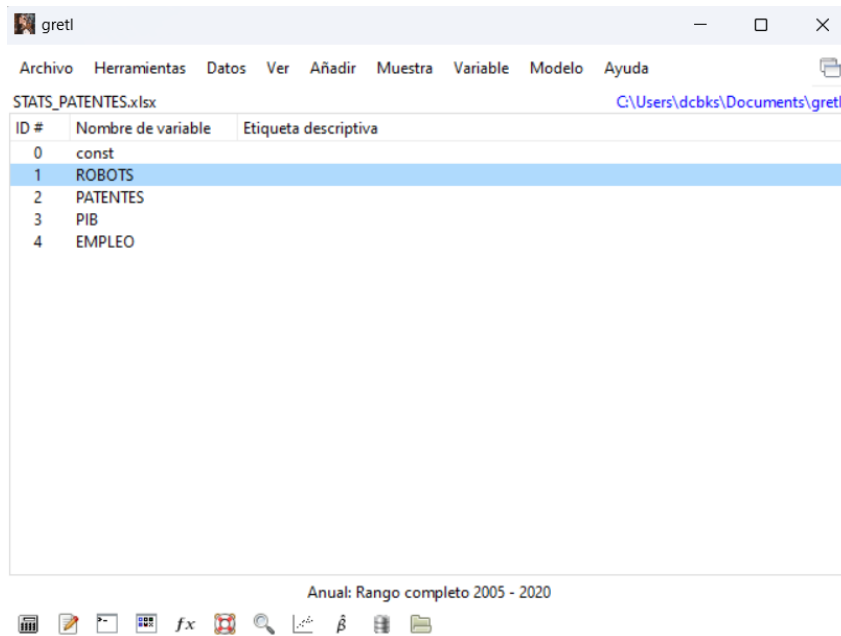 gretl
Archivo Herramientas Datos Ver Añadir Muestra Variable Modelo Ayuda
STATS_PATENTES.xlsx C:\Users\dcbks\Documents\gretl
ID # Nombre de variable Etiqueta descriptiva
0 const
1 ROBOTS
2 PATENTES
3 PIB
4 EMPLEO
Anual: Rango completo 2005 - 2020
fx β̂